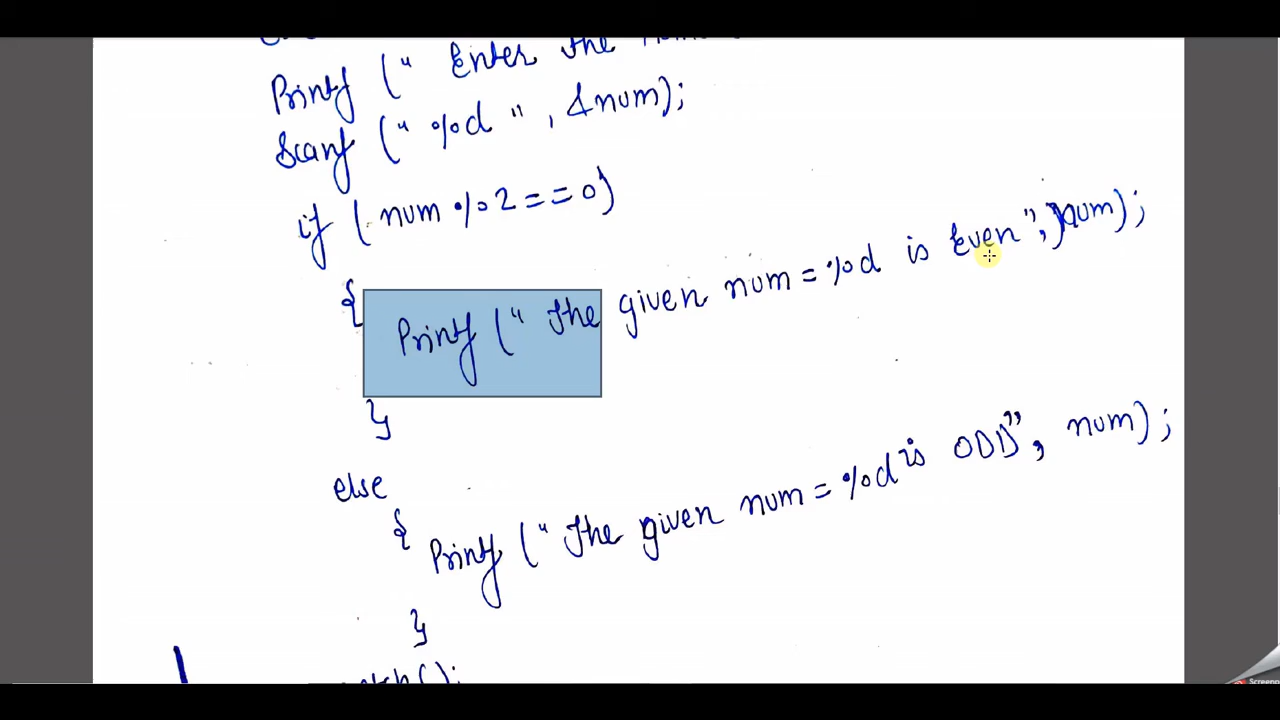 Printf (" Enter the
Scanf (" %d ", &num);
if ( num %2 == 0)
{
Printf (" The given num = %d is Even", num);
}
else
{
Printf (" The given num = %d is ODD", num);
}